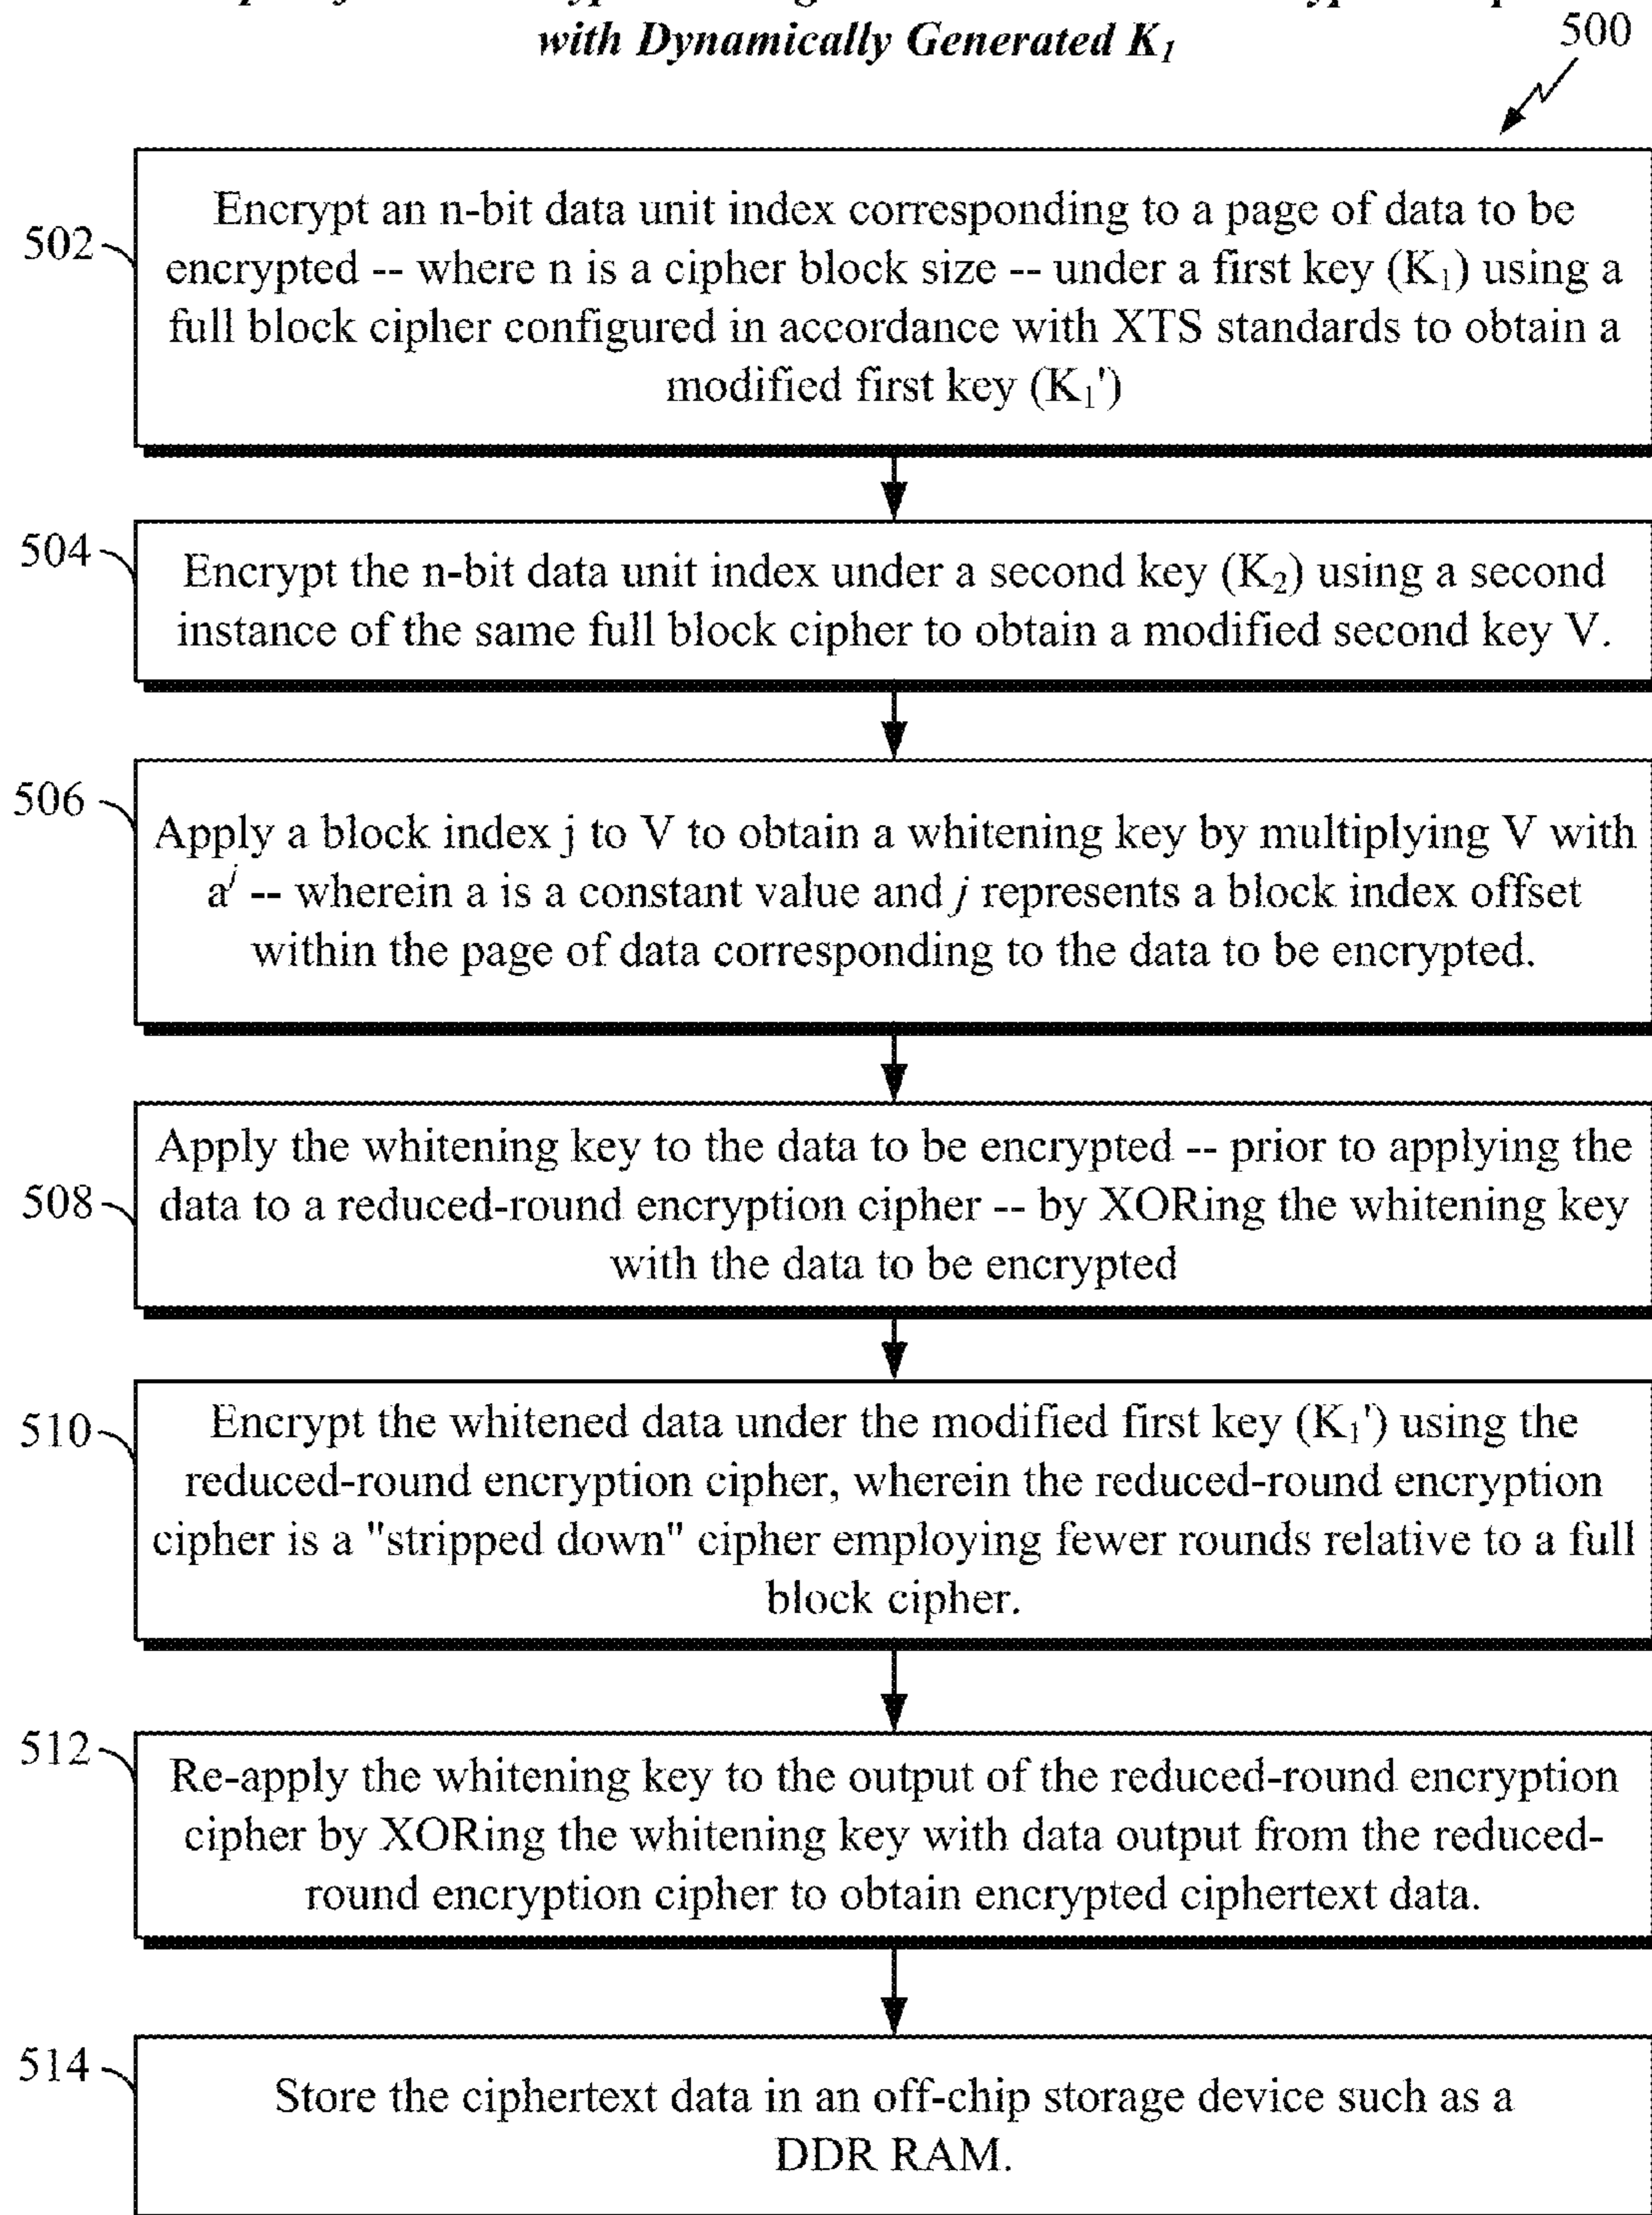 with Dynamically Generated K₁
500
502
Encrypt an n-bit data unit index corresponding to a page of data to be
encrypted -- where n is a cipher block size -- under a first key (K₁) using a
full block cipher configured in accordance with XTS standards to obtain a
modified first key (K₁')
504
Encrypt the n-bit data unit index under a second key (K₂) using a second
instance of the same full block cipher to obtain a modified second key V.
506
Apply a block index j to V to obtain a whitening key by multiplying V with
aʲ -- wherein a is a constant value and j represents a block index offset
within the page of data corresponding to the data to be encrypted.
508
Apply the whitening key to the data to be encrypted -- prior to applying the
data to a reduced-round encryption cipher -- by XORing the whitening key
with the data to be encrypted
510
Encrypt the whitened data under the modified first key (K₁') using the
reduced-round encryption cipher, wherein the reduced-round encryption
cipher is a "stripped down" cipher employing fewer rounds relative to a full
block cipher.
512
Re-apply the whitening key to the output of the reduced-round encryption
cipher by XORing the whitening key with data output from the reduced-
round encryption cipher to obtain encrypted ciphertext data.
514
Store the ciphertext data in an off-chip storage device such as a
DDR RAM.